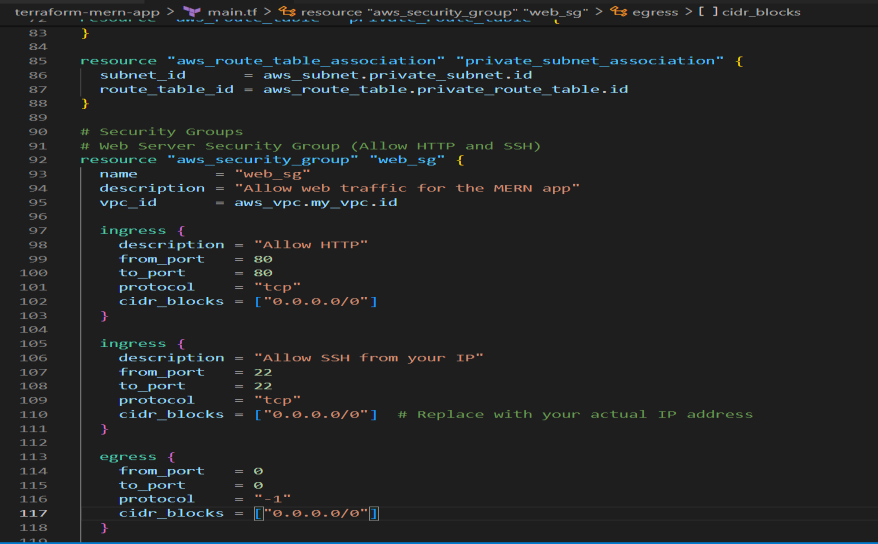 terraform-mern-app > main.tf > resource "aws_security_group" "web_sg" > egress > [ ] cidr_blocks
72 resource "aws_route_table" "private_route_table" {
83 }
84
85 resource "aws_route_table_association" "private_subnet_association" {
86 subnet_id = aws_subnet.private_subnet.id
87 route_table_id = aws_route_table.private_route_table.id
88 }
89
90 # Security Groups
91 # Web Server Security Group (Allow HTTP and SSH)
92 resource "aws_security_group" "web_sg" {
93 name = "web_sg"
94 description = "Allow web traffic for the MERN app"
95 vpc_id = aws_vpc.my_vpc.id
96
97 ingress {
98 description = "Allow HTTP"
99 from_port = 80
100 to_port = 80
101 protocol = "tcp"
102 cidr_blocks = ["0.0.0.0/0"]
103 }
104
105 ingress {
106 description = "Allow SSH from your IP"
107 from_port = 22
108 to_port = 22
109 protocol = "tcp"
110 cidr_blocks = ["0.0.0.0/0"] # Replace with your actual IP address
111 }
112
113 egress {
114 from_port = 0
115 to_port = 0
116 protocol = "-1"
117 cidr_blocks = ["0.0.0.0/0"]
118 }
119